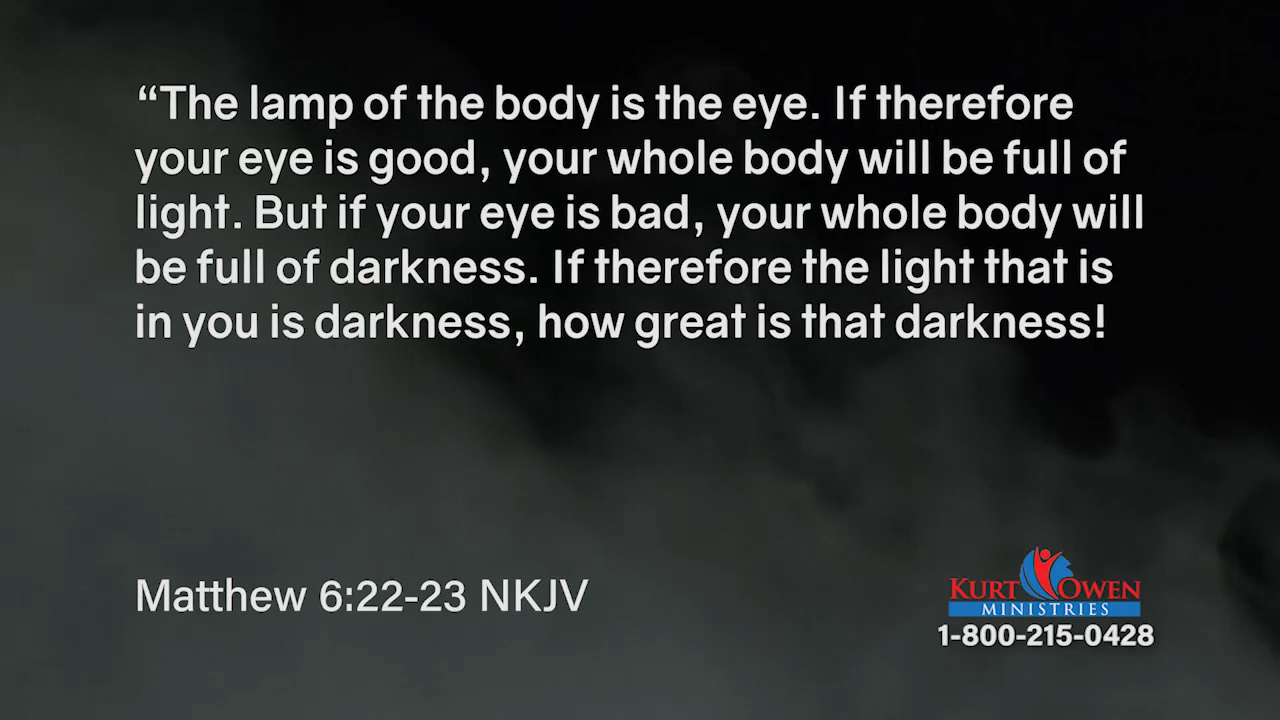 “The lamp of the body is the eye. If therefore
your eye is good, your whole body will be full of
light. But if your eye is bad, your whole body will
be full of darkness. If therefore the light that is
in you is darkness, how great is that darkness!
Matthew 6:22-23 NKJV
KURT OWEN
MINISTRIES
1-800-215-0428